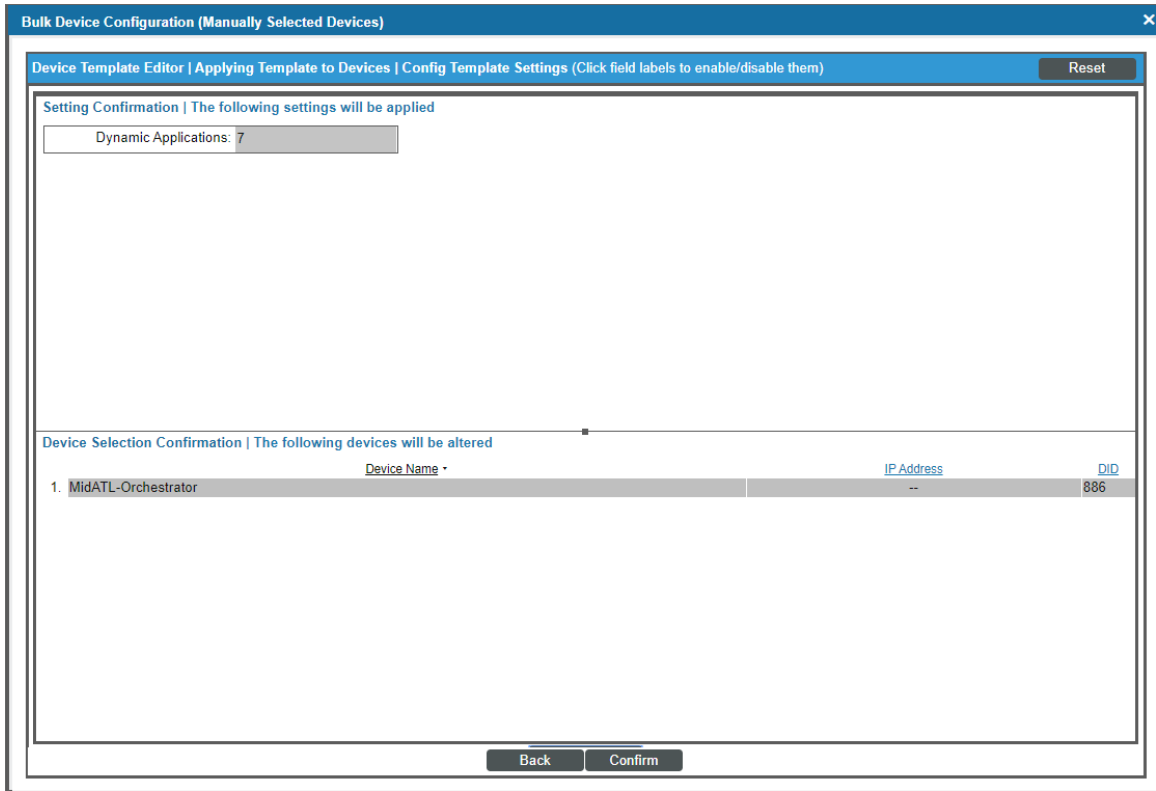 Bulk Device Configuration (Manually Selected Devices)
Device Template Editor | Applying Template to Devices | Config Template Settings (Click field labels to enable/disable them) Reset
Setting Confirmation | The following settings will be applied
Dynamic Applications: 7
Device Selection Confirmation | The following devices will be altered
Device Name IP Address DID
1. MidATL-Orchestrator -- 886
Back Confirm